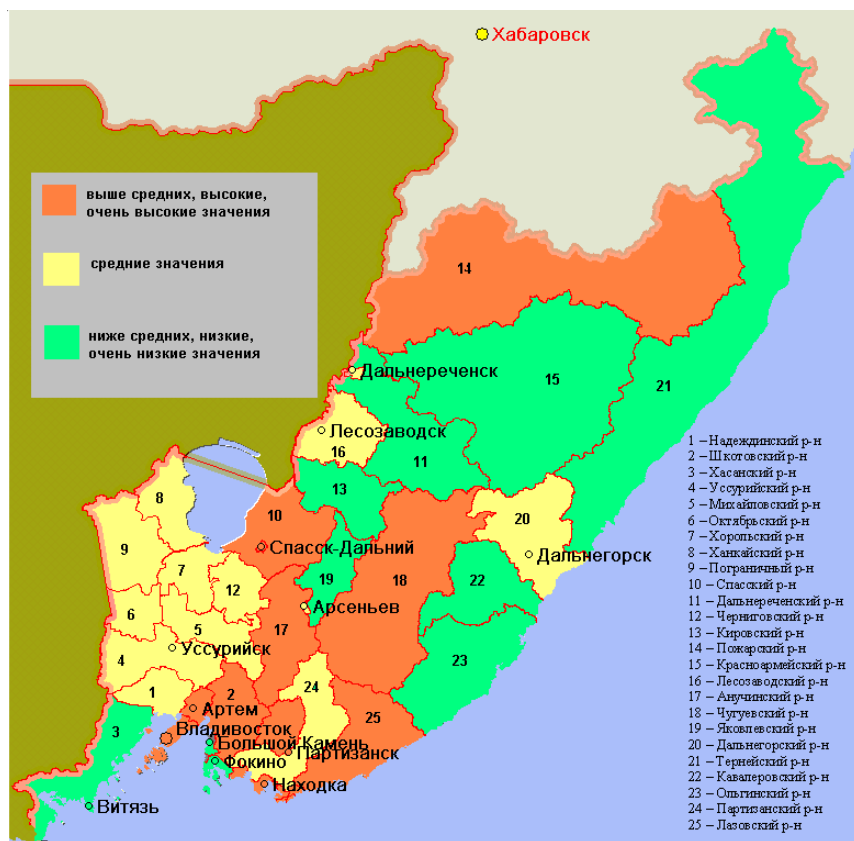 Хабаровск
выше средних, высокие,
очень высокие значения
средние значения
ниже средних, низкие,
очень низкие значения
14
Дальнереченск
15
21
Лесозаводск
16
11
13
8
10
20
9
Спасск-Дальний
Дальнегорск
7
12
19
18
22
Арсеньев
6
5
17
Уссурийск
4
23
1
2
24
3
Артем
25
Владивосток
Большой Камень
Партизанск
Фокино
Находка
Витязь
1 – Надеждинский р-н
2 – Шкотовский р-н
3 – Хасанский р-н
4 – Уссурийский р-н
5 – Михайловский р-н
6 – Октябрьский р-н
7 – Хорольский р-н
8 – Ханкайский р-н
9 – Пограничный р-н
10 – Спасский р-н
11 – Дальнереченский р-н
12 – Черниговский р-н
13 – Кировский р-н
14 – Пожарский р-н
15 – Красноармейский р-н
16 – Лесозаводский р-н
17 – Анучинский р-н
18 – Чугуевский р-н
19 – Яковлевский р-н
20 – Дальнегорский р-н
21 – Тернейский р-н
22 – Кавалеровский р-н
23 – Ольгинский р-н
24 – Партизанский р-н
25 – Лазовский р-н